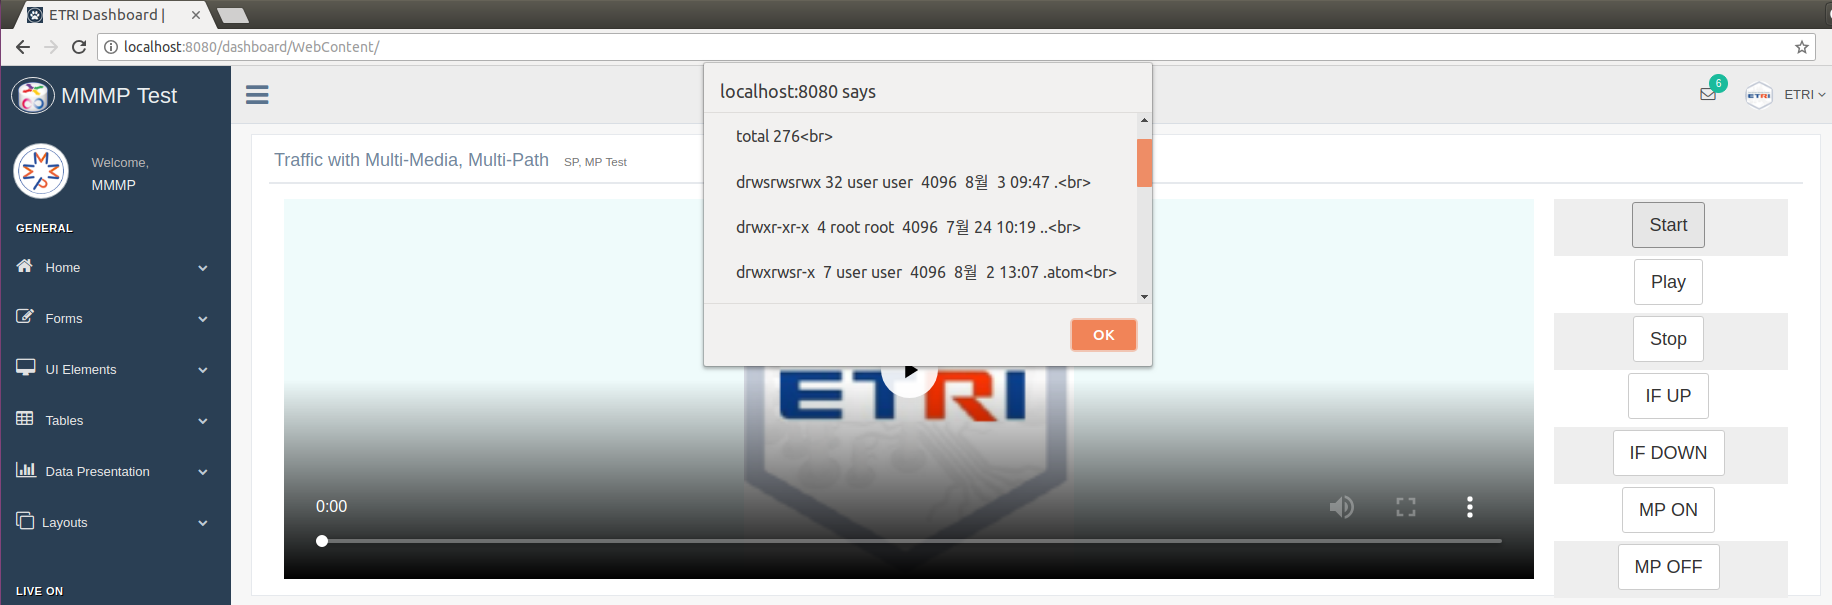 ETRI Dashboard |
localhost:8080/dashboard/WebContent/
MMMP Test
Welcome,
MMMP
GENERAL
Home
Forms
UI Elements
Tables
Data Presentation
Layouts
LIVE ON
6
ETRI
ETRI
Traffic with Multi-Media, Multi-Path SP, MP Test
localhost:8080 says
total 276<br>
drwsrwsrwx 32 user user 4096 8월 3 09:47 .<br>
drwxr-xr-x 4 root root 4096 7월 24 10:19 ..<br>
drwxrwsr-x 7 user user 4096 8월 2 13:07 .atom<br>
OK
ETRI
0:00
Start
Play
Stop
IF UP
IF DOWN
MP ON
MP OFF